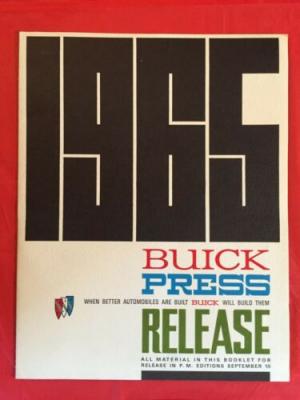 1965
BUICK
PRESS
WHEN BETTER AUTOMOBILES ARE BUILT BUICK WILL BUILD THEM
RELEASE
ALL MATERIAL IN THIS BOOKLET FOR
RELEASE IN P.M. EDITIONS SEPTEMBER